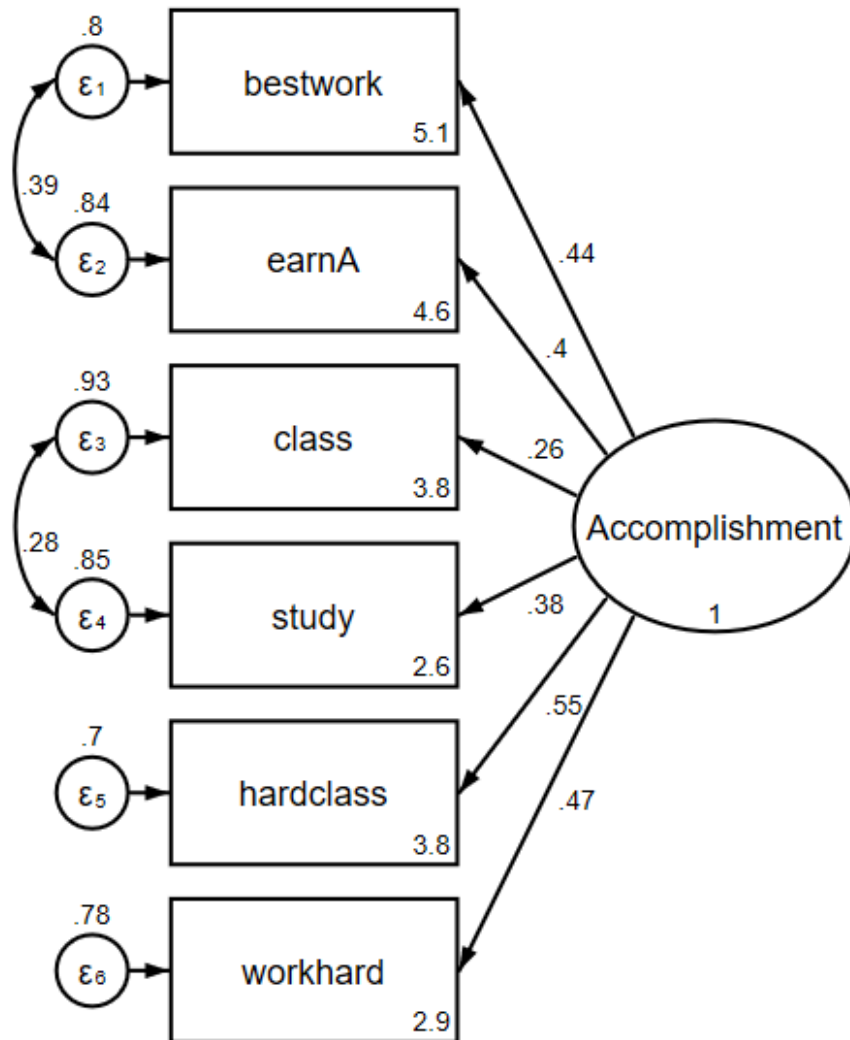 .8
ε1
bestwork
5.1
.39
.84
ε2
earnA
4.6
.44
.4
.93
ε3
class
3.8
.26
Accomplishment
1
.28
.85
ε4
study
2.6
.38
.7
ε5
hardclass
3.8
.55
.47
.78
ε6
workhard
2.9